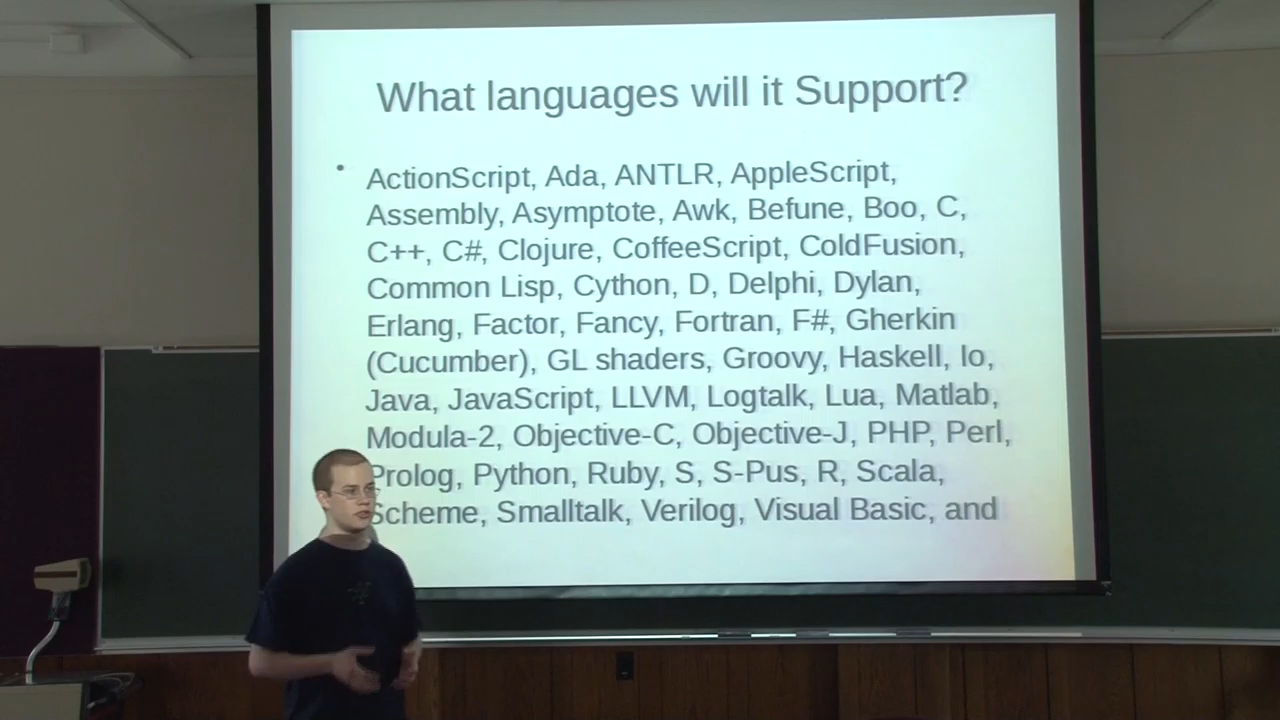 What languages will it Support?
• ActionScript, Ada, ANTLR, AppleScript,
Assembly, Asymptote, Awk, Befune, Boo, C,
C++, C#, Clojure, CoffeeScript, ColdFusion,
Common Lisp, Cython, D, Delphi, Dylan,
Erlang, Factor, Fancy, Fortran, F#, Gherkin
(Cucumber), GL shaders, Groovy, Haskell, Io,
Java, JavaScript, LLVM, Logtalk, Lua, Matlab,
Modula-2, Objective-C, Objective-J, PHP, Perl,
Prolog, Python, Ruby, S, S-Pus, R, Scala,
Scheme, Smalltalk, Verilog, Visual Basic, and